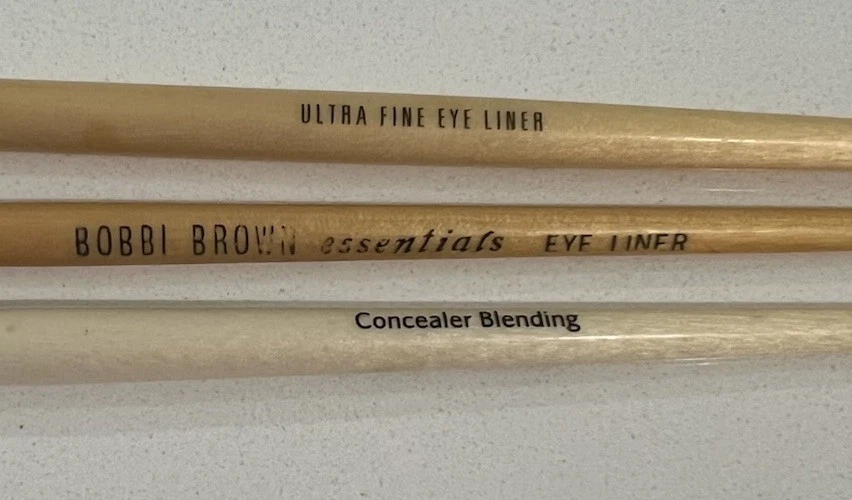 ULTRA FINE EYE LINER
BOBBI BROWN essentials EYE LINER
Concealer Blending